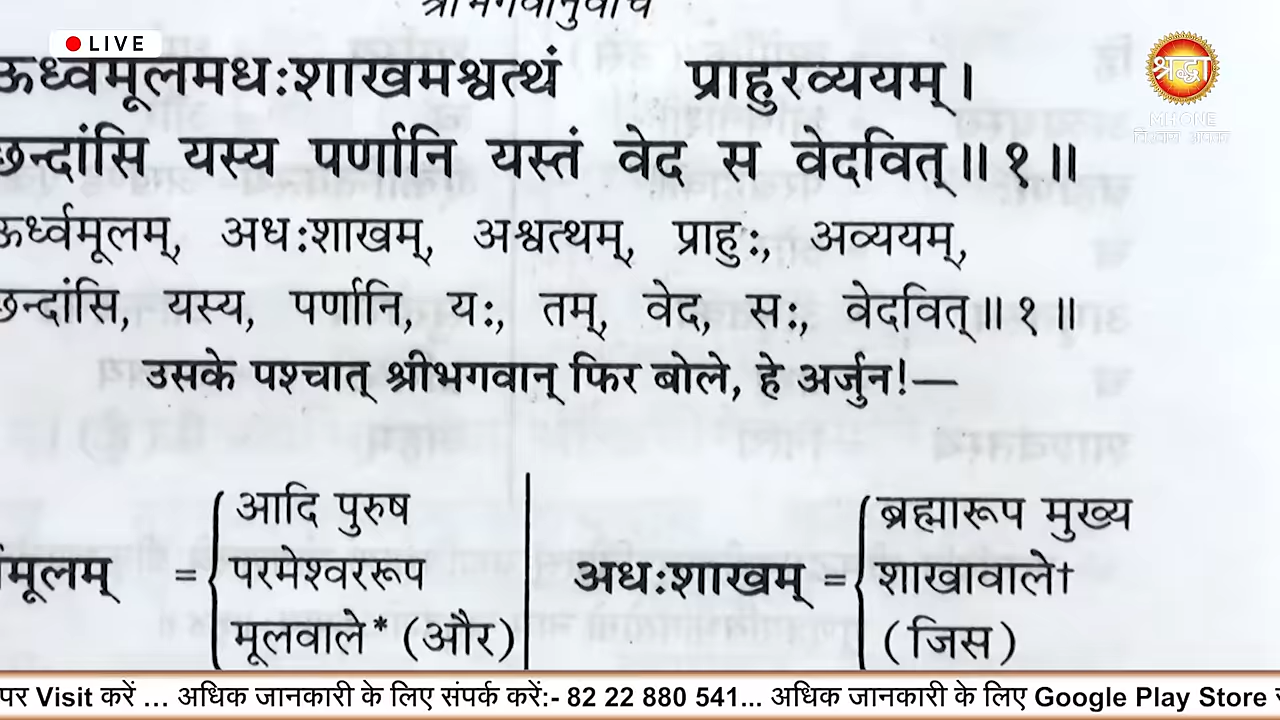 श्रीभगवानुवाच
LIVE
ऊर्ध्वमूलमधःशाखमश्वत्थं प्राहुरव्ययम्।
श्रद्धा
MH ONE
छन्दांसि यस्य पर्णानि यस्तं वेद स वेदवित्॥१॥
ऊर्ध्वमूलम्, अधःशाखम्, अश्वत्थम्, प्राहुः, अव्ययम्,
छन्दांसि, यस्य, पर्णानि, यः, तम्, वेद, सः, वेदवित्॥१॥
उसके पश्चात् श्रीभगवान् फिर बोले, हे अर्जुन!—
आदि पुरुष
मूलम् = परमेश्वररूप
मूलवाले* (और)
ब्रह्मारूप मुख्य
अधःशाखम् = शाखावाले†
(जिस)
पर Visit करें ... अधिक जानकारी के लिए संपर्क करें:- 82 22 880 541... अधिक जानकारी के लिए Google Play Store